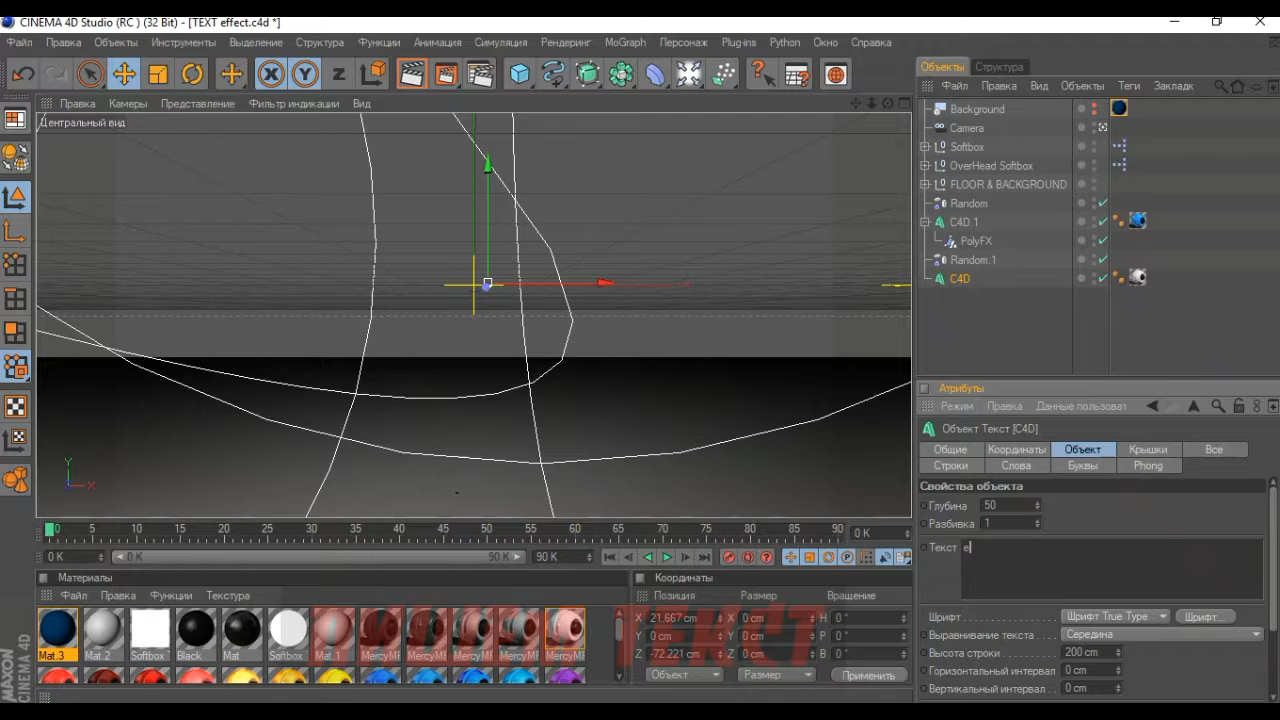 CINEMA 4D Studio (RC ) (32 Bit) - [TEXT effect.c4d *]
Файл Правка Объекты Инструменты Выделение Структура Функции Анимация Симуляция Рендеринг MoGraph Персонаж Plug-ins Python Окно Справка
X Y Z
Правка Камеры Представление Фильтр индикации Вид
Центральный вид
Y
X
0 5 10 15 20 25 30 35 40 45 50 55 60 65 70 75 80 85 90 0 K
0 K 0 K 90 K 90 K
Материалы
Файл Правка Функции Текстура
Mat.3 Mat.2 Softbox Black Mat Softbox Mat.1 MercyMF MercyMF MercyMF MercyMF MercyMF
Координаты
Позиция Размер Вращение
X 21.667 cm X 0 cm H 0 °
Y 0 cm Y 0 cm P 0 °
Z -72.221 cm Z 0 cm B 0 °
Объект Размер Применить
MAXON
CINEMA 4D
Объекты Структура
Файл Правка Вид Объекты Теги Закладк
Background
Camera
Softbox
OverHead Softbox
FLOOR & BACKGROUND
Random
C4D.1
PolyFX
Random.1
C4D
Атрибуты
Режим Правка Данные пользоват
Объект Текст [C4D]
Общие Координаты Объект Крышки Все
Строки Слова Буквы Phong
Свойства объекта
Глубина 50
Разбивка 1
Текст e
Шрифт Шрифт True Type Шрифт...
Выравнивание текста Середина
Высота строки 200 cm
Горизонтальный интервал 0 cm
Вертикальный интервал 0 cm